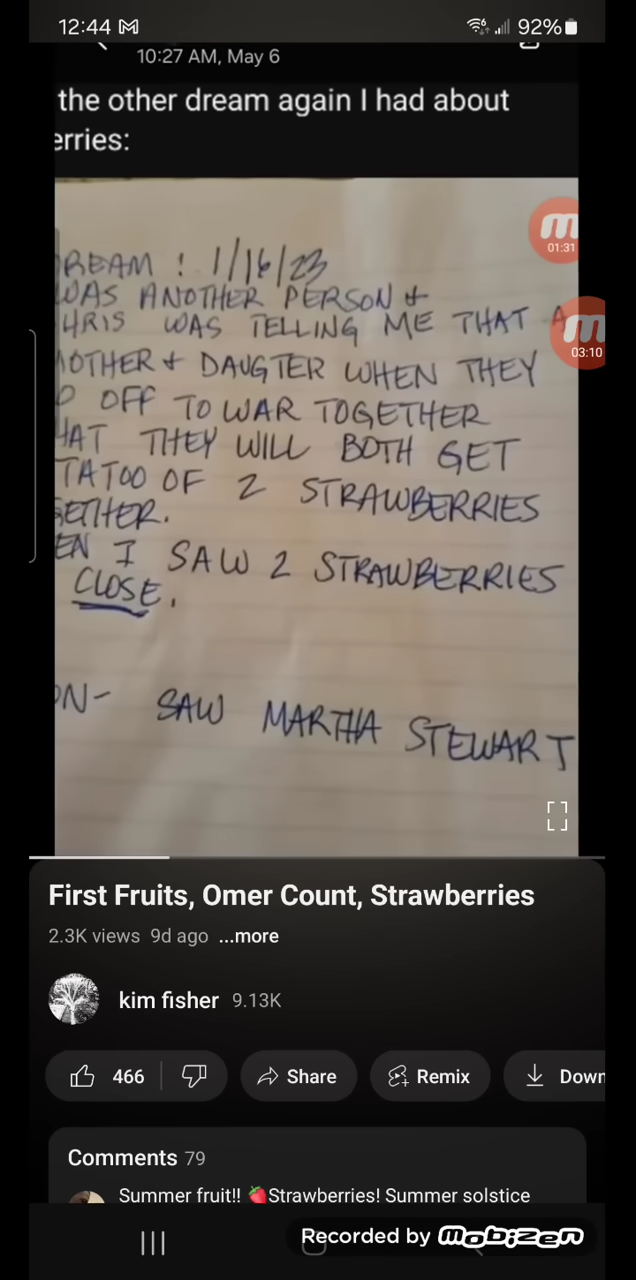 12:44
92%
10:27 AM, May 6
the other dream again I had about
erries:
REAM ! 1/16/23
WAS ANOTHER PERSON &
HRIS WAS TELLING ME THAT A
OTHER & DAUGTER WHEN THEY
O OFF TO WAR TOGETHER
HAT THEY WILL BOTH GET
TATOO OF 2 STRAWBERRIES
GETHER.
EN I SAW 2 STRAWBERRIES
CLOSE.
ON- SAW MARTHA STEWART
01:31
03:10
First Fruits, Omer Count, Strawberries
2.3K views 9d ago ...more
kim fisher 9.13K
466 Share Remix Down
Comments 79
Summer fruit!! 🍓Strawberries! Summer solstice
Recorded by Mobizen